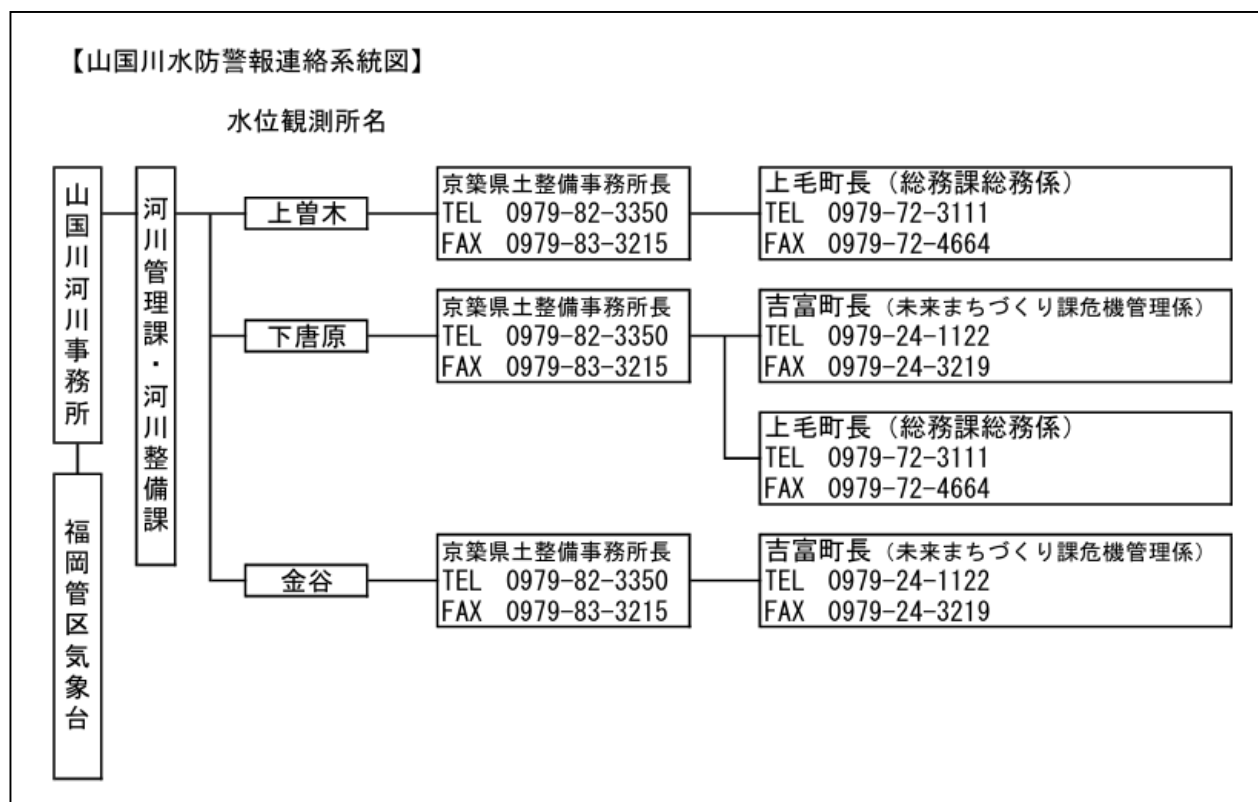 【山国川水防警報連絡系統図】
水位観測所名
山国川河川事務所
福岡管区気象台
河川管理課・河川整備課
上曽木
京築県土整備事務所長
TEL 0979-82-3350
FAX 0979-83-3215
上毛町長（総務課総務係）
TEL 0979-72-3111
FAX 0979-72-4664
下唐原
京築県土整備事務所長
TEL 0979-82-3350
FAX 0979-83-3215
吉富町長（未来まちづくり課危機管理係）
TEL 0979-24-1122
FAX 0979-24-3219
上毛町長（総務課総務係）
TEL 0979-72-3111
FAX 0979-72-4664
金谷
京築県土整備事務所長
TEL 0979-82-3350
FAX 0979-83-3215
吉富町長（未来まちづくり課危機管理係）
TEL 0979-24-1122
FAX 0979-24-3219